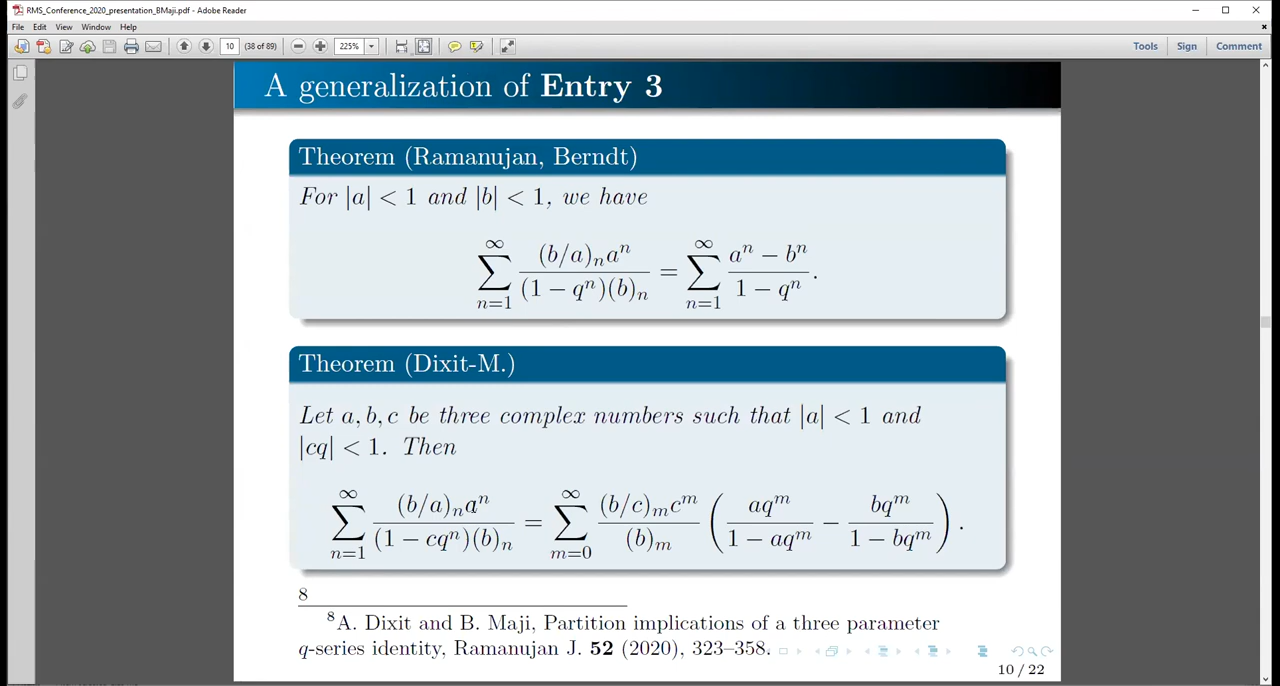 RMS_Conference_2020_presentation_BMaji.pdf - Adobe Reader
File Edit View Window Help
10 (38 of 89) 225% Tools Sign Comment
A generalization of Entry 3
Theorem (Ramanujan, Berndt)
For |a| < 1 and |b| < 1, we have
∑_{n=1}^{∞} (b/a)_n a^n / ((1 − q^n)(b)_n) = ∑_{n=1}^{∞} (a^n − b^n) / (1 − q^n).
Theorem (Dixit-M.)
Let a, b, c be three complex numbers such that |a| < 1 and
|cq| < 1. Then
∑_{n=1}^{∞} (b/a)_n a^n / ((1 − cq^n)(b)_n) = ∑_{m=0}^{∞} (b/c)_m c^m / (b)_m (aq^m / (1 − aq^m) − bq^m / (1 − bq^m)).
8
⁸A. Dixit and B. Maji, Partition implications of a three parameter
q-series identity, Ramanujan J. 52 (2020), 323–358.
10 / 22